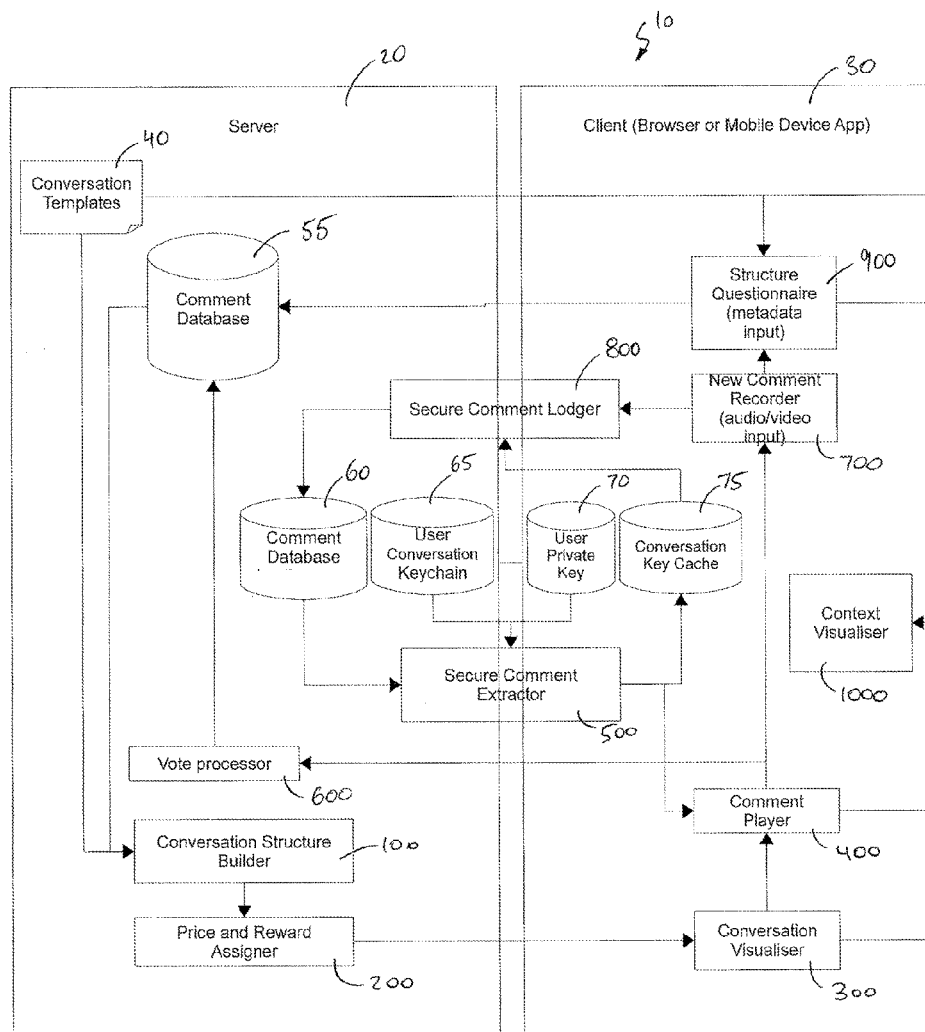 10
20
30
Server
Client (Browser or Mobile Device App)
40
Conversation
Templates
55
Comment
Database
900
Structure
Questionnaire
(metadata
input)
800
Secure Comment Lodger
New Comment
Recorder
(audio/video
input)
700
60
65
70
75
Comment
Database
User
Conversation
Keychain
User
Private
Key
Conversation
Key Cache
Context
Visualiser
1000
Secure Comment
Extractor
500
Vote processor
600
Comment
Player
400
Conversation Structure
Builder
100
Price and Reward
Assigner
200
Conversation
Visualiser
300